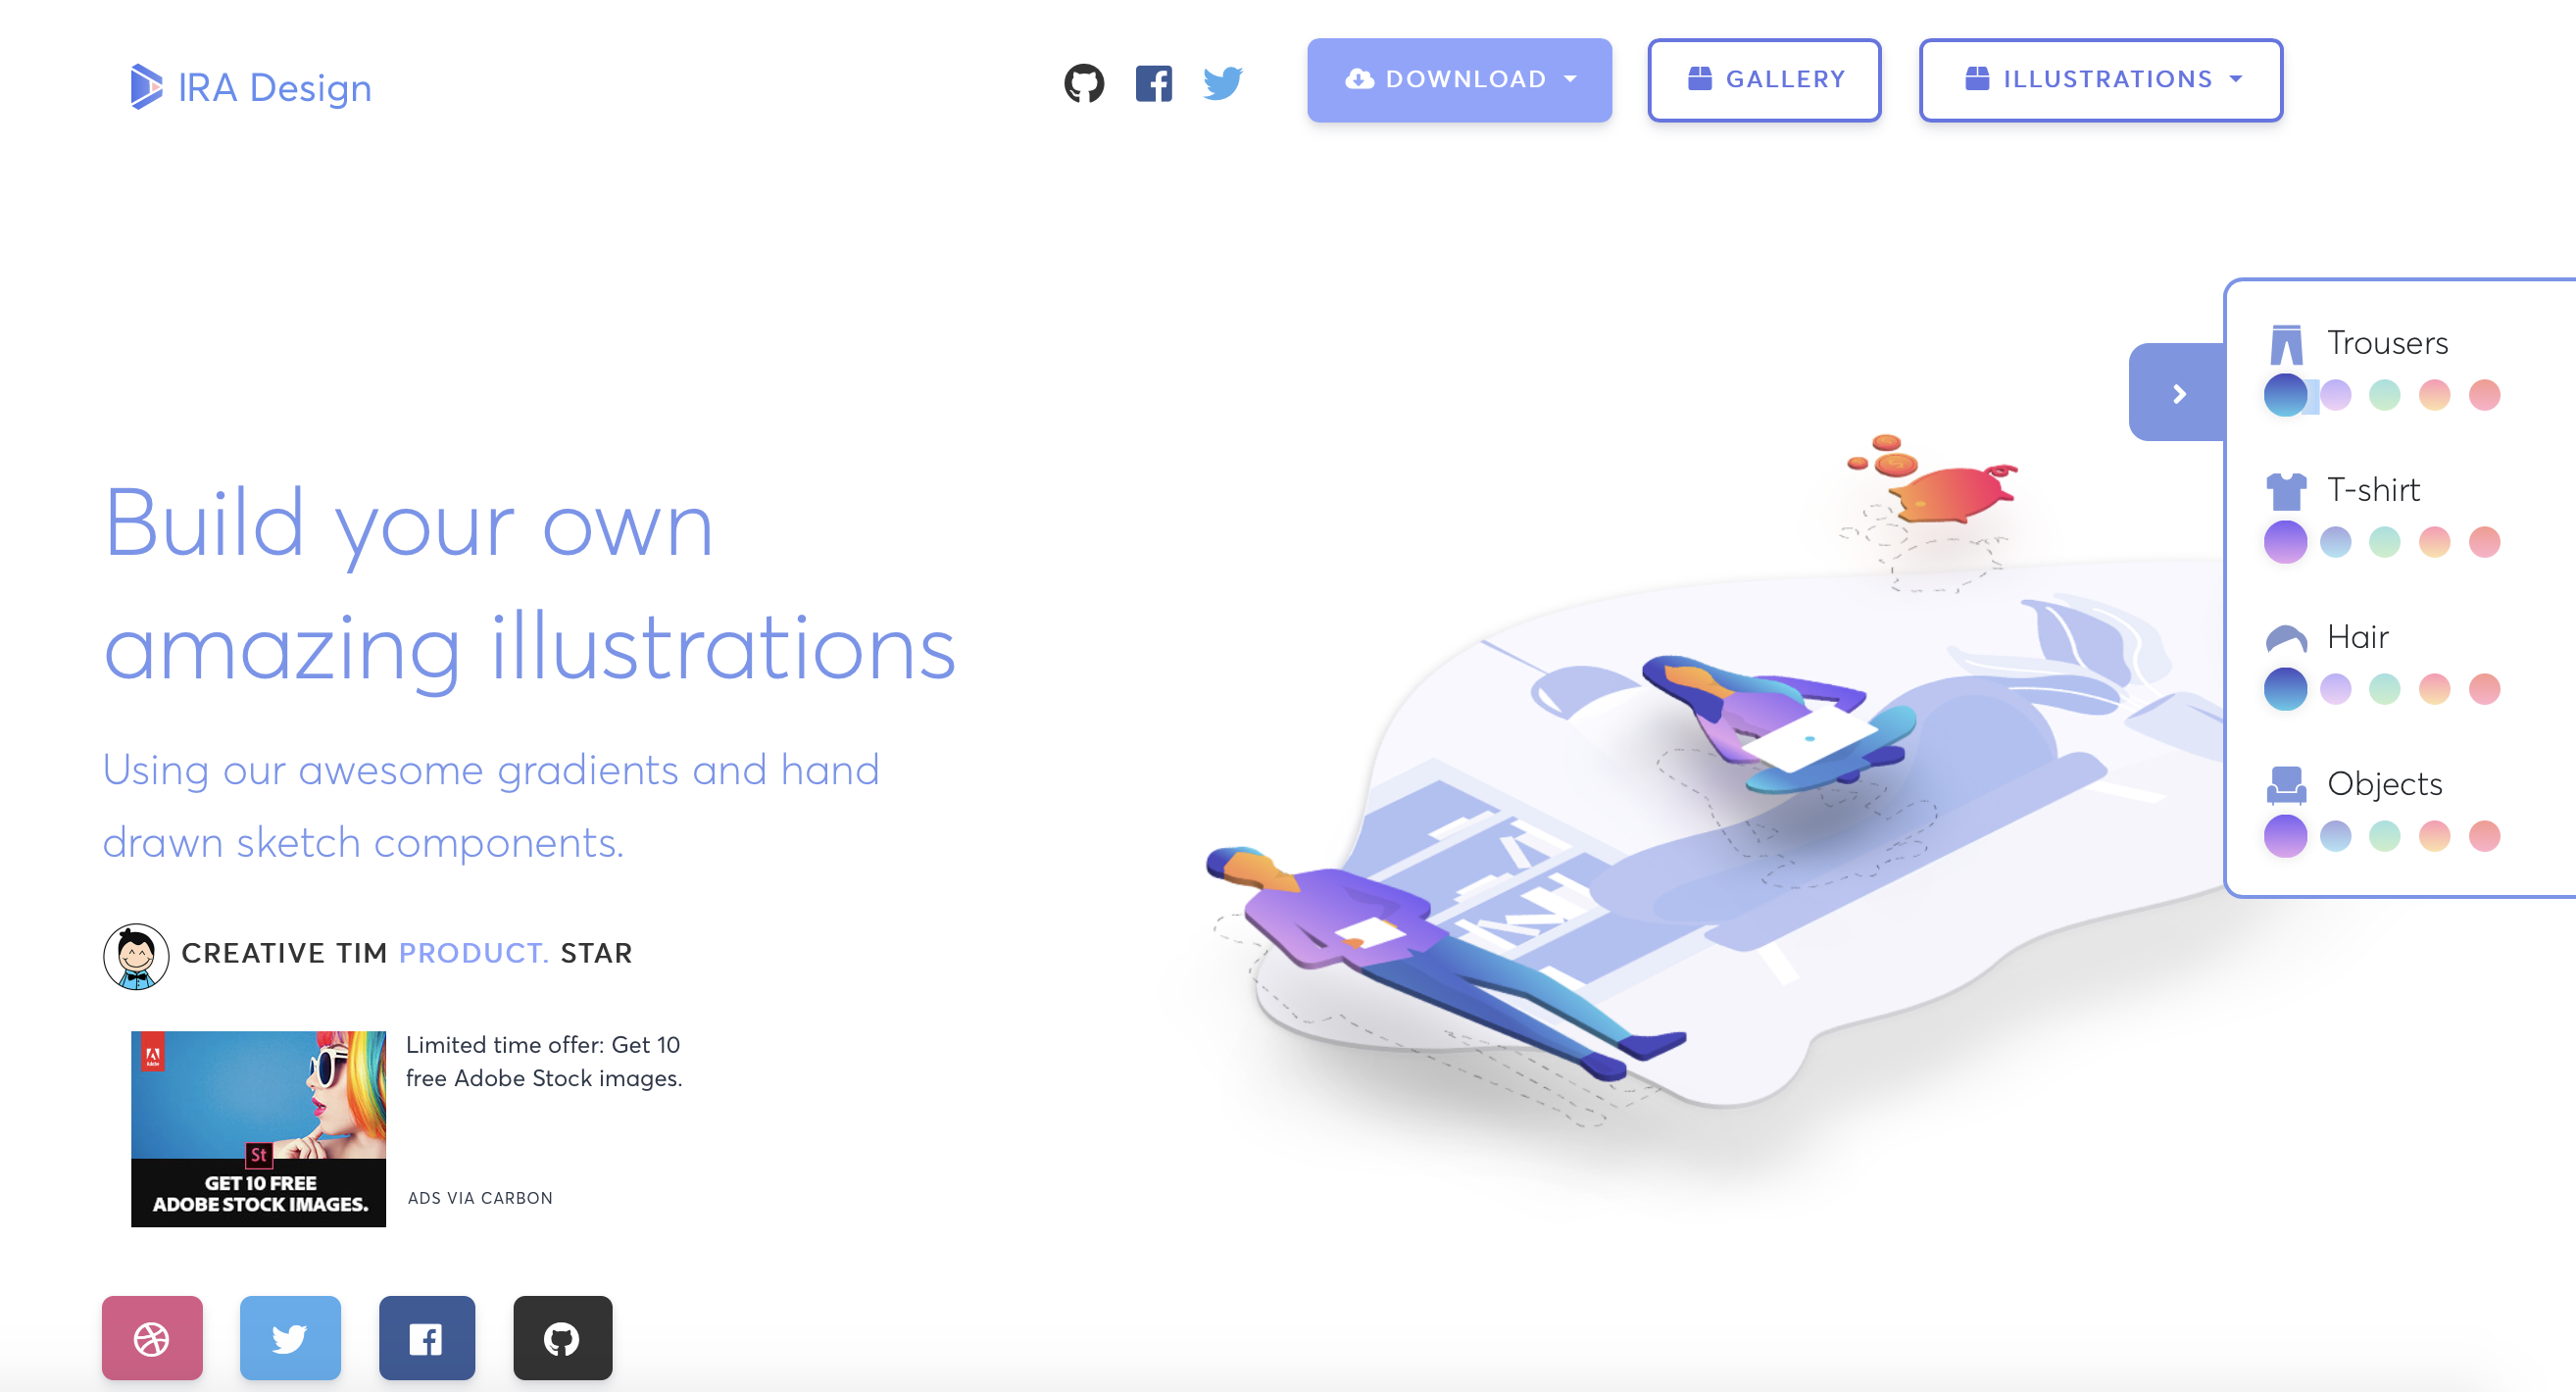 IRA Design
DOWNLOAD
GALLERY
ILLUSTRATIONS
Trousers
T-shirt
Hair
Objects
Build your own
amazing illustrations
Using our awesome gradients and hand
drawn sketch components.
CREATIVE TIM PRODUCT. STAR
Adobe
St
GET 10 FREE
ADOBE STOCK IMAGES.
Limited time offer: Get 10
free Adobe Stock images.
ADS VIA CARBON